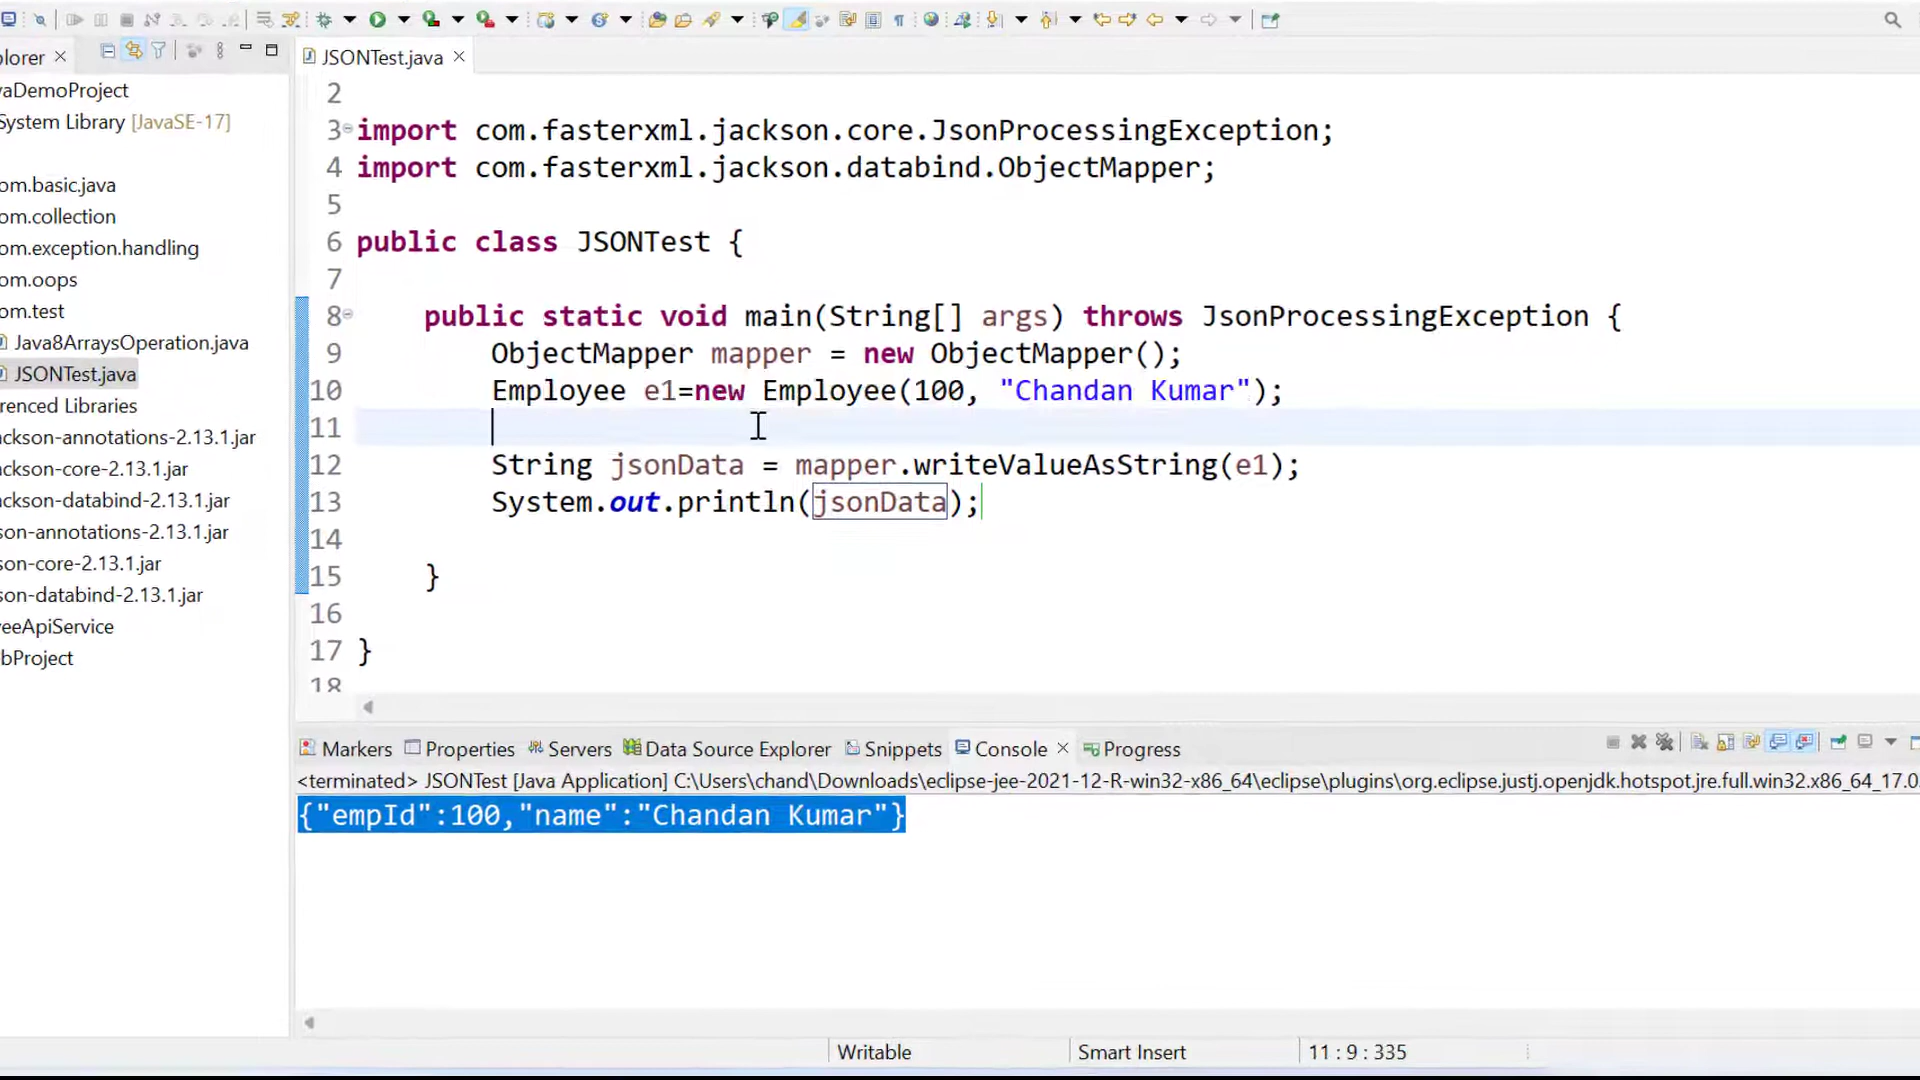 lorer
JSONTest.java
vaDemoProject
System Library [JavaSE-17]
om.basic.java
om.collection
om.exception.handling
om.oops
om.test
Java8ArraysOperation.java
JSONTest.java
renced Libraries
ackson-annotations-2.13.1.jar
ackson-core-2.13.1.jar
ackson-databind-2.13.1.jar
son-annotations-2.13.1.jar
son-core-2.13.1.jar
son-databind-2.13.1.jar
eeApiService
bProject
2
3 import com.fasterxml.jackson.core.JsonProcessingException;
4 import com.fasterxml.jackson.databind.ObjectMapper;
5
6 public class JSONTest {
7
8 public static void main(String[] args) throws JsonProcessingException {
9 ObjectMapper mapper = new ObjectMapper();
10 Employee e1=new Employee(100, "Chandan Kumar");
11
12 String jsonData = mapper.writeValueAsString(e1);
13 System.out.println(jsonData);
14
15 }
16
17 }
18
Markers Properties Servers Data Source Explorer Snippets Console Progress
<terminated> JSONTest [Java Application] C:\Users\chand\Downloads\eclipse-jee-2021-12-R-win32-x86_64\eclipse\plugins\org.eclipse.justj.openjdk.hotspot.jre.full.win32.x86_64_17.0
{"empId":100,"name":"Chandan Kumar"}
Writable Smart Insert 11 : 9 : 335